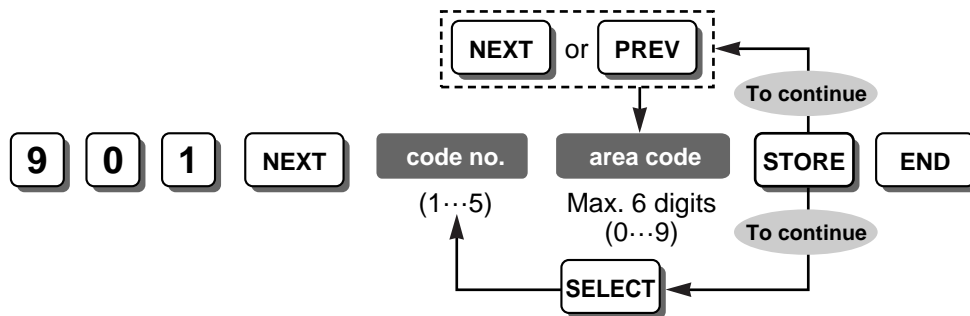 NEXT or PREV
To continue
9 0 1 NEXT code no. area code STORE END
(1···5) Max. 6 digits
(0···9)
To continue
SELECT